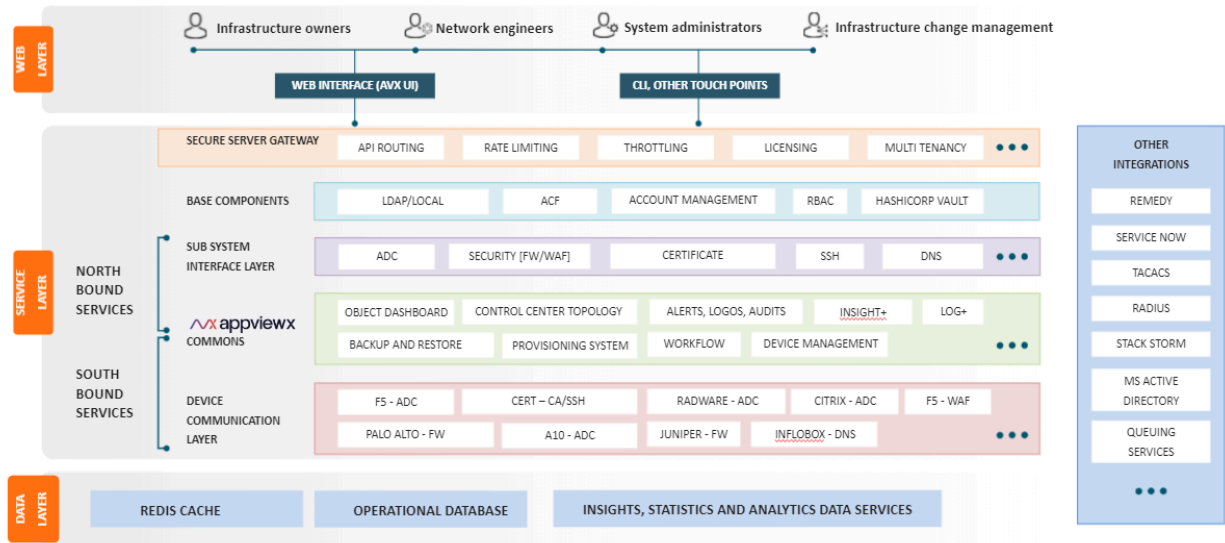 WEB
LAYER
Infrastructure owners
Network engineers
System administrators
Infrastructure change management
WEB INTERFACE (AVX UI)
CLI, OTHER TOUCH POINTS
SERVICE
LAYER
NORTH
BOUND
SERVICES
SOUTH
BOUND
SERVICES
SECURE SERVER GATEWAY
API ROUTING
RATE LIMITING
THROTTLING
LICENSING
MULTI TENANCY
BASE COMPONENTS
LDAP/LOCAL
ACF
ACCOUNT MANAGEMENT
RBAC
HASHICORP VAULT
SUB SYSTEM
INTERFACE LAYER
ADC
SECURITY [FW/WAF]
CERTIFICATE
SSH
DNS
appviewx
COMMONS
OBJECT DASHBOARD
CONTROL CENTER TOPOLOGY
ALERTS, LOGOS, AUDITS
INSIGHT+
LOG+
BACKUP AND RESTORE
PROVISIONING SYSTEM
WORKFLOW
DEVICE MANAGEMENT
DEVICE
COMMUNICATION
LAYER
F5 - ADC
CERT – CA/SSH
RADWARE - ADC
CITRIX - ADC
F5 - WAF
PALO ALTO - FW
A10 - ADC
JUNIPER - FW
INFLOBOX - DNS
OTHER
INTEGRATIONS
REMEDY
SERVICE NOW
TACACS
RADIUS
STACK STORM
MS ACTIVE
DIRECTORY
QUEUING
SERVICES
DATA
LAYER
REDIS CACHE
OPERATIONAL DATABASE
INSIGHTS, STATISTICS AND ANALYTICS DATA SERVICES